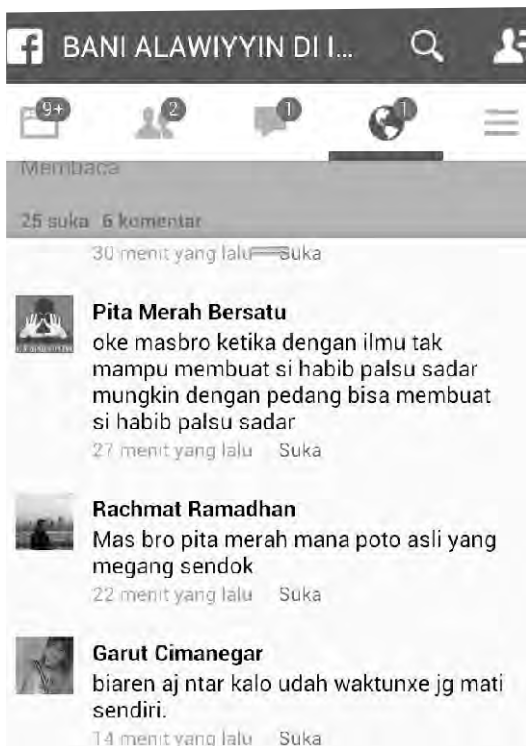 f BANI ALAWIYYIN DI I...
9+ 2 1 1
Membaca
25 suka 6 komentar
30 menit yang lalu Suka
Pita Merah Bersatu
oke masbro ketika dengan ilmu tak
mampu membuat si habib palsu sadar
mungkin dengan pedang bisa membuat
si habib palsu sadar
27 menit yang lalu Suka
Rachmat Ramadhan
Mas bro pita merah mana poto asli yang
megang sendok
22 menit yang lalu Suka
Garut Cimanegar
biaren aj ntar kalo udah waktunxe jg mati
sendiri.
14 menit yang lalu Suka